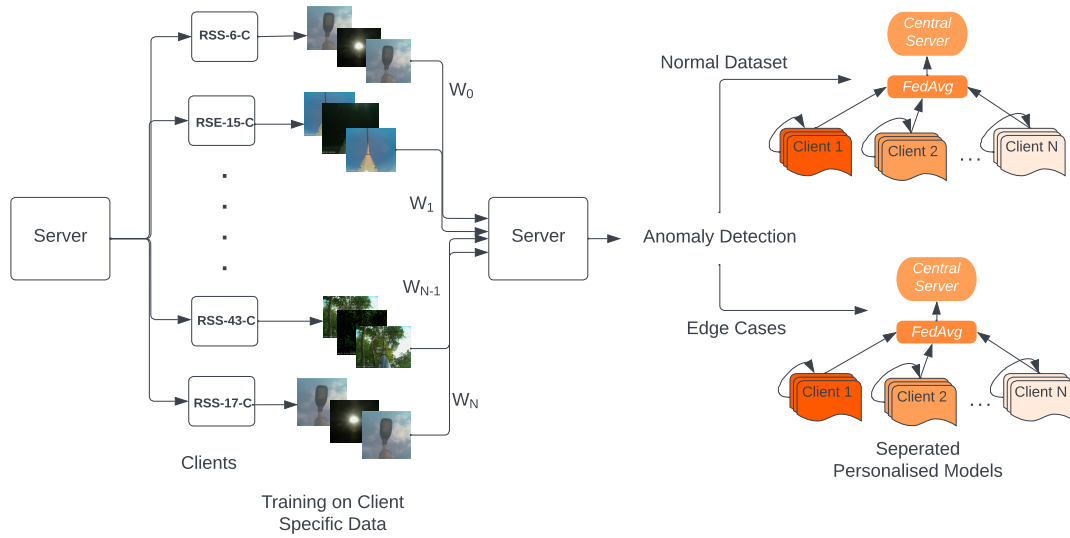 RSS-6-C
RSE-15-C
RSS-43-C
RSS-17-C
Server
Clients
Training on Client
Specific Data
W0
W1
WN-1
WN
Server
Anomaly Detection
Normal Dataset
Edge Cases
Central
Server
FedAvg
Client 1
Client 2
...
Client N
Central
Server
FedAvg
Client 1
Client 2
...
Client N
Seperated
Personalised Models